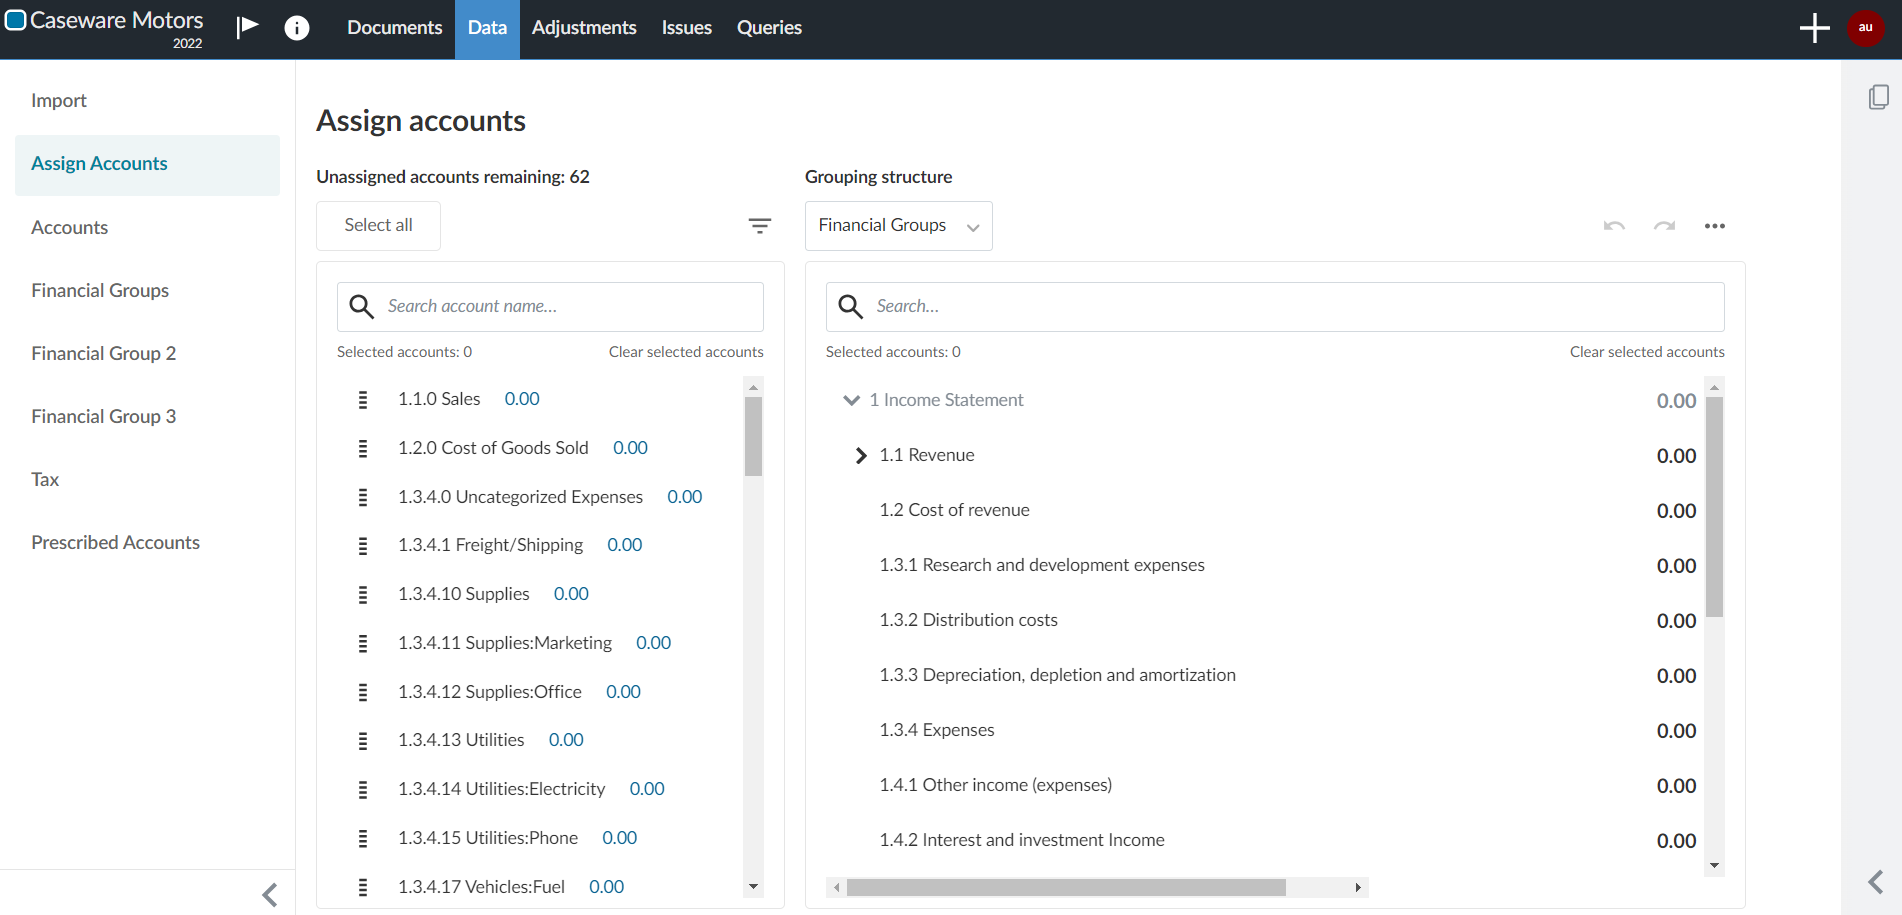 Caseware Motors
2022
Documents
Data
Adjustments
Issues
Queries
au
Import
Assign Accounts
Accounts
Financial Groups
Financial Group 2
Financial Group 3
Tax
Prescribed Accounts
Assign accounts
Unassigned accounts remaining: 62
Select all
Search account name...
Selected accounts: 0 Clear selected accounts
1.1.0 Sales 0.00
1.2.0 Cost of Goods Sold 0.00
1.3.4.0 Uncategorized Expenses 0.00
1.3.4.1 Freight/Shipping 0.00
1.3.4.10 Supplies 0.00
1.3.4.11 Supplies:Marketing 0.00
1.3.4.12 Supplies:Office 0.00
1.3.4.13 Utilities 0.00
1.3.4.14 Utilities:Electricity 0.00
1.3.4.15 Utilities:Phone 0.00
1.3.4.17 Vehicles:Fuel 0.00
Grouping structure
Financial Groups
Search...
Selected accounts: 0 Clear selected accounts
1 Income Statement 0.00
1.1 Revenue 0.00
1.2 Cost of revenue 0.00
1.3.1 Research and development expenses 0.00
1.3.2 Distribution costs 0.00
1.3.3 Depreciation, depletion and amortization 0.00
1.3.4 Expenses 0.00
1.4.1 Other income (expenses) 0.00
1.4.2 Interest and investment Income 0.00